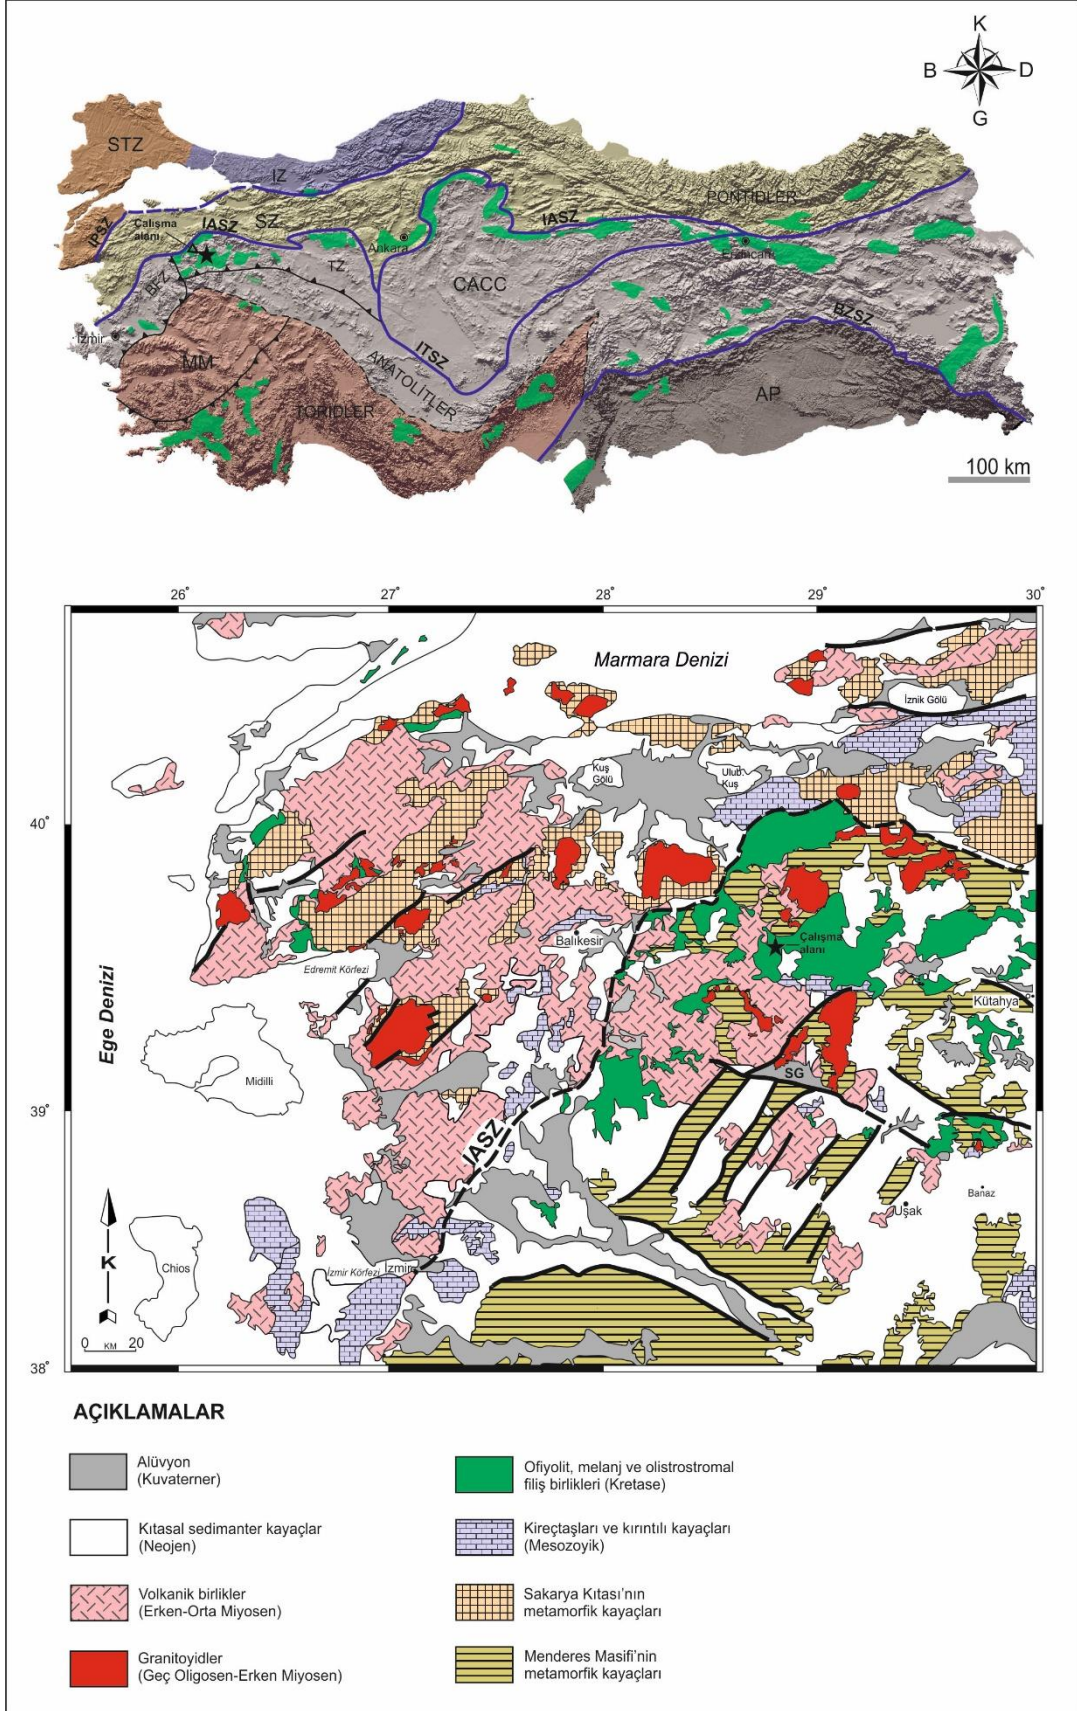 K
B D
G
STZ
IZ
PONTİDLER
IPSZ
IASZ
SZ
IASZ
Çalışma
alanı
Ankara
Erzincan
BFZ
TZ
CACC
İzmir
BZSZ
MM
ITSZ
ANATOLİTLER
AP
TORİDLER
100 km
26° 27° 28° 29° 30°
Marmara Denizi
İznik Gölü
Kuş
Gölü
Ulub.
Kuş
40°
Balıkesir
Çalışma
alanı
Edremit Körfezi
Ege Denizi
Kütahya
Midilli
SG
39°
IASZ
Banaz
Uşak
K
Chios
İzmir Körfezi
İzmir
0 KM 20
38°
AÇIKLAMALAR
Alüvyon
(Kuvaterner)
Kıtasal sedimanter kayaçlar
(Neojen)
Volkanik birlikler
(Erken-Orta Miyosen)
Granitoyidler
(Geç Oligosen-Erken Miyosen)
Ofiyolit, melanj ve olistrostromal
filiş birlikleri (Kretase)
Kireçtaşları ve kırıntılı kayaçları
(Mesozoyik)
Sakarya Kıtası'nın
metamorfik kayaçları
Menderes Masifi'nin
metamorfik kayaçları